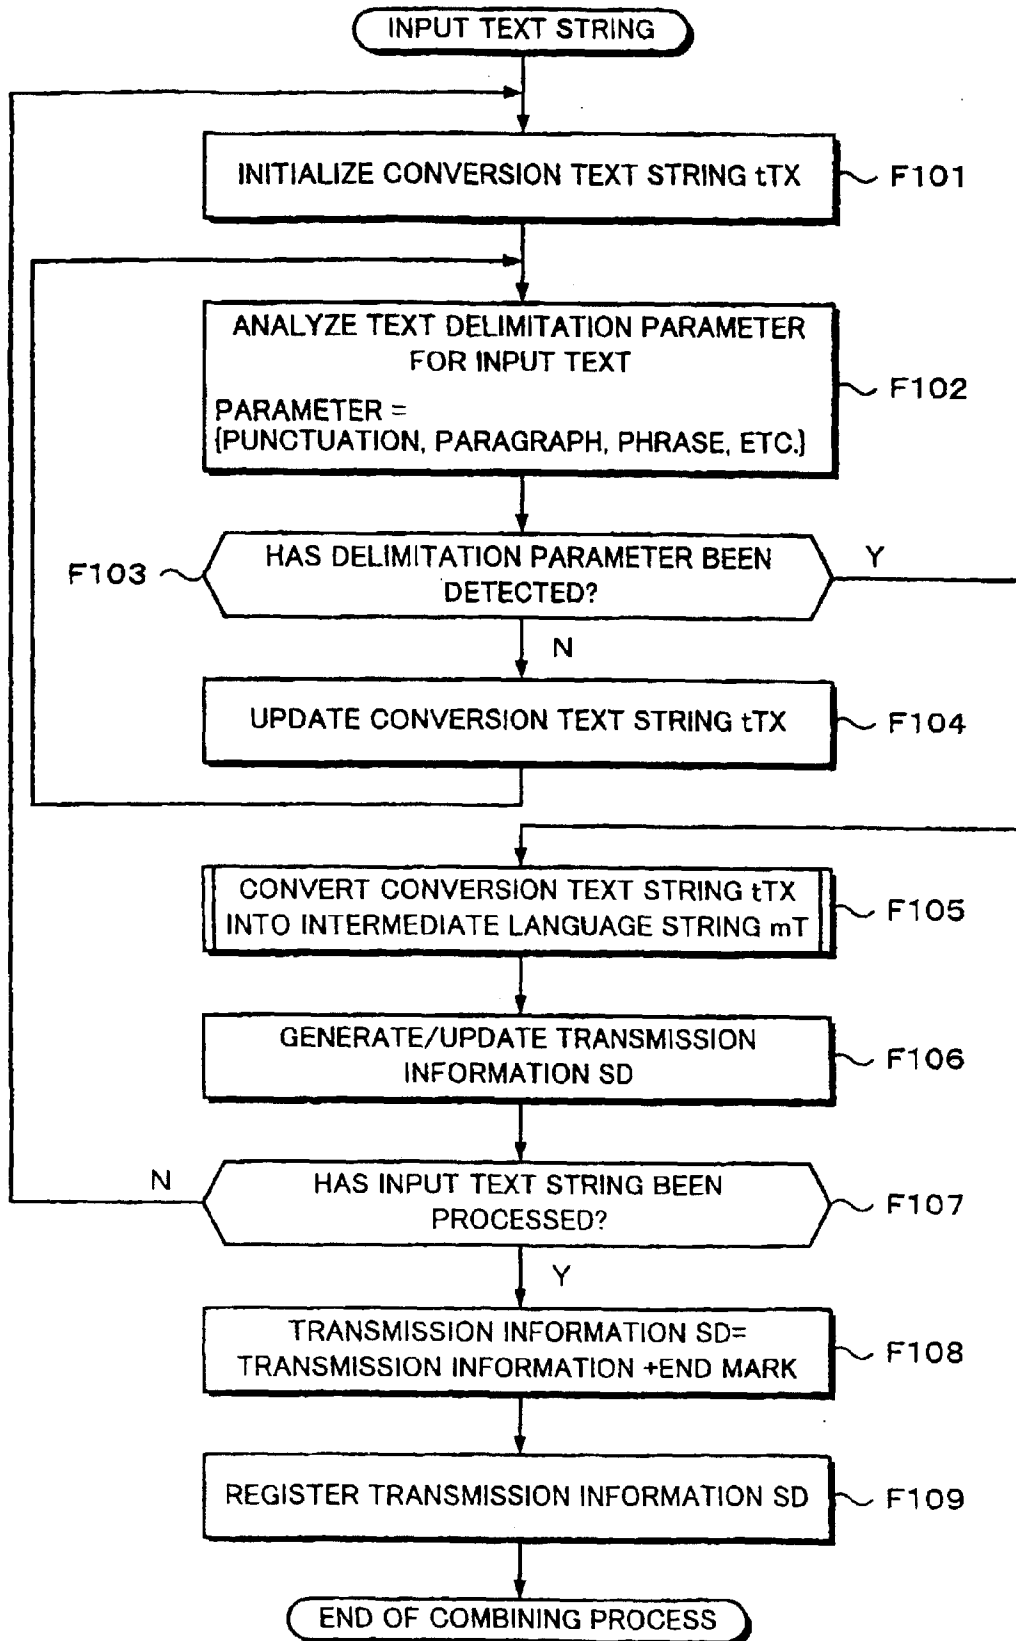 INPUT TEXT STRING
INITIALIZE CONVERSION TEXT STRING tTX
F101
ANALYZE TEXT DELIMITATION PARAMETER
FOR INPUT TEXT
PARAMETER =
{PUNCTUATION, PARAGRAPH, PHRASE, ETC.}
F102
HAS DELIMITATION PARAMETER BEEN
DETECTED?
F103
Y
N
UPDATE CONVERSION TEXT STRING tTX
F104
CONVERT CONVERSION TEXT STRING tTX
INTO INTERMEDIATE LANGUAGE STRING mT
F105
GENERATE/UPDATE TRANSMISSION
INFORMATION SD
F106
N
HAS INPUT TEXT STRING BEEN
PROCESSED?
F107
Y
TRANSMISSION INFORMATION SD=
TRANSMISSION INFORMATION +END MARK
F108
REGISTER TRANSMISSION INFORMATION SD
F109
END OF COMBINING PROCESS